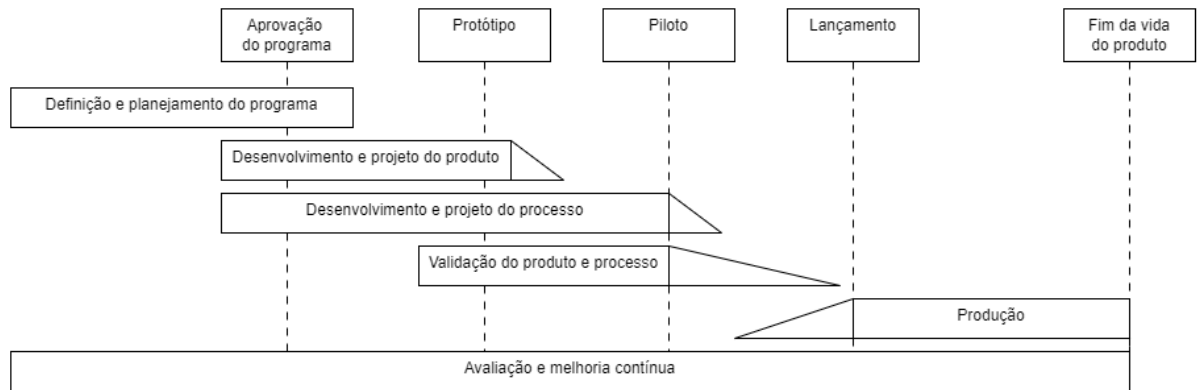 Aprovação
do programa
Protótipo
Piloto
Lançamento
Fim da vida
do produto
Definição e planejamento do programa
Desenvolvimento e projeto do produto
Desenvolvimento e projeto do processo
Validação do produto e processo
Produção
Avaliação e melhoria contínua